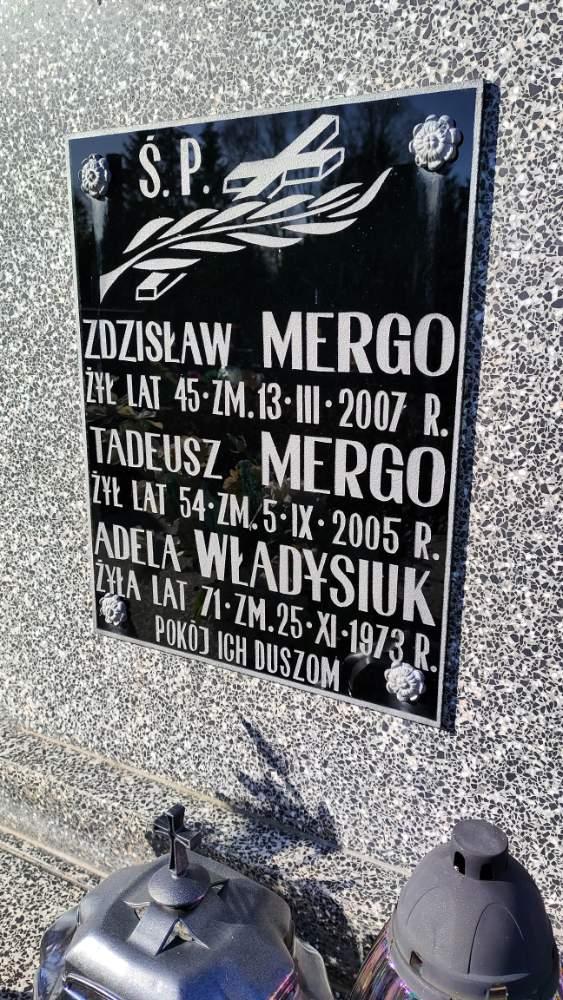 Ś.P.
ZDZISŁAW MERGO
ŻYŁ LAT 45·ZM.13·III·2007 R.
TADEUSZ MERGO
ŻYŁ LAT 54·ZM.5·IX·2005 R.
ADELA WŁADYSIUK
ŻYŁA LAT 71·ZM.25·XI·1973 R.
POKÓJ ICH DUSZOM